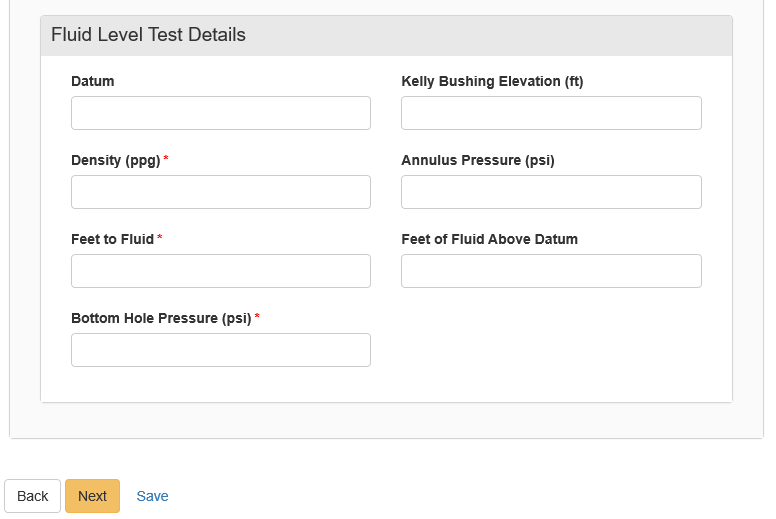 Fluid Level Test Details
Datum
Kelly Bushing Elevation (ft)
Density (ppg) *
Annulus Pressure (psi)
Feet to Fluid *
Feet of Fluid Above Datum
Bottom Hole Pressure (psi) *
Back
Next
Save